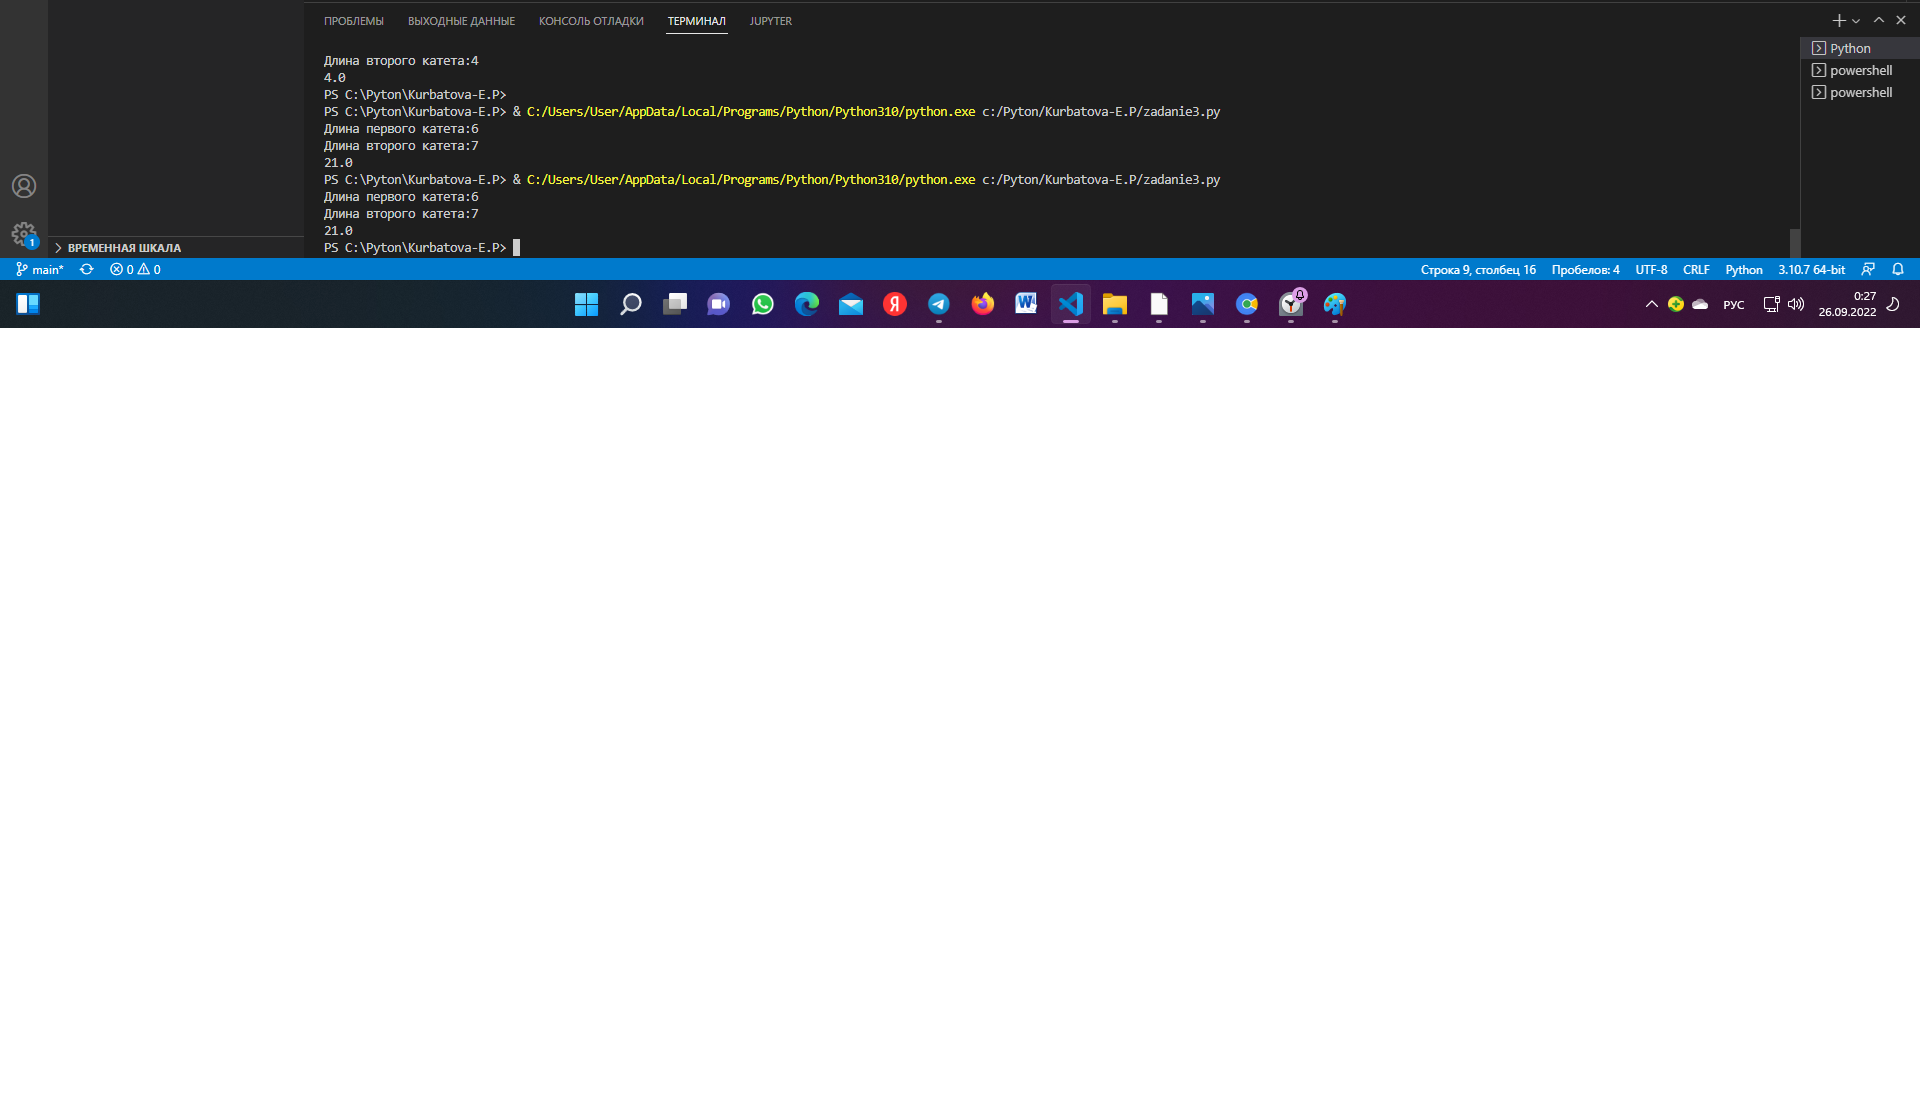 ПРОБЛЕМЫ ВЫХОДНЫЕ ДАННЫЕ КОНСОЛЬ ОТЛАДКИ ТЕРМИНАЛ JUPYTER
Длина второго катета:4
4.0
PS C:\Pyton\Kurbatova-E.P>
PS C:\Pyton\Kurbatova-E.P> & C:/Users/User/AppData/Local/Programs/Python/Python310/python.exe c:/Pyton/Kurbatova-E.P/zadanie3.py
Длина первого катета:6
Длина второго катета:7
21.0
PS C:\Pyton\Kurbatova-E.P> & C:/Users/User/AppData/Local/Programs/Python/Python310/python.exe c:/Pyton/Kurbatova-E.P/zadanie3.py
Длина первого катета:6
Длина второго катета:7
21.0
PS C:\Pyton\Kurbatova-E.P>
Python
powershell
powershell
1
ВРЕМЕННАЯ ШКАЛА
main* 0 0 Строка 9, столбец 16 Пробелов: 4 UTF-8 CRLF Python 3.10.7 64-bit
Я W РУС 0:27
26.09.2022